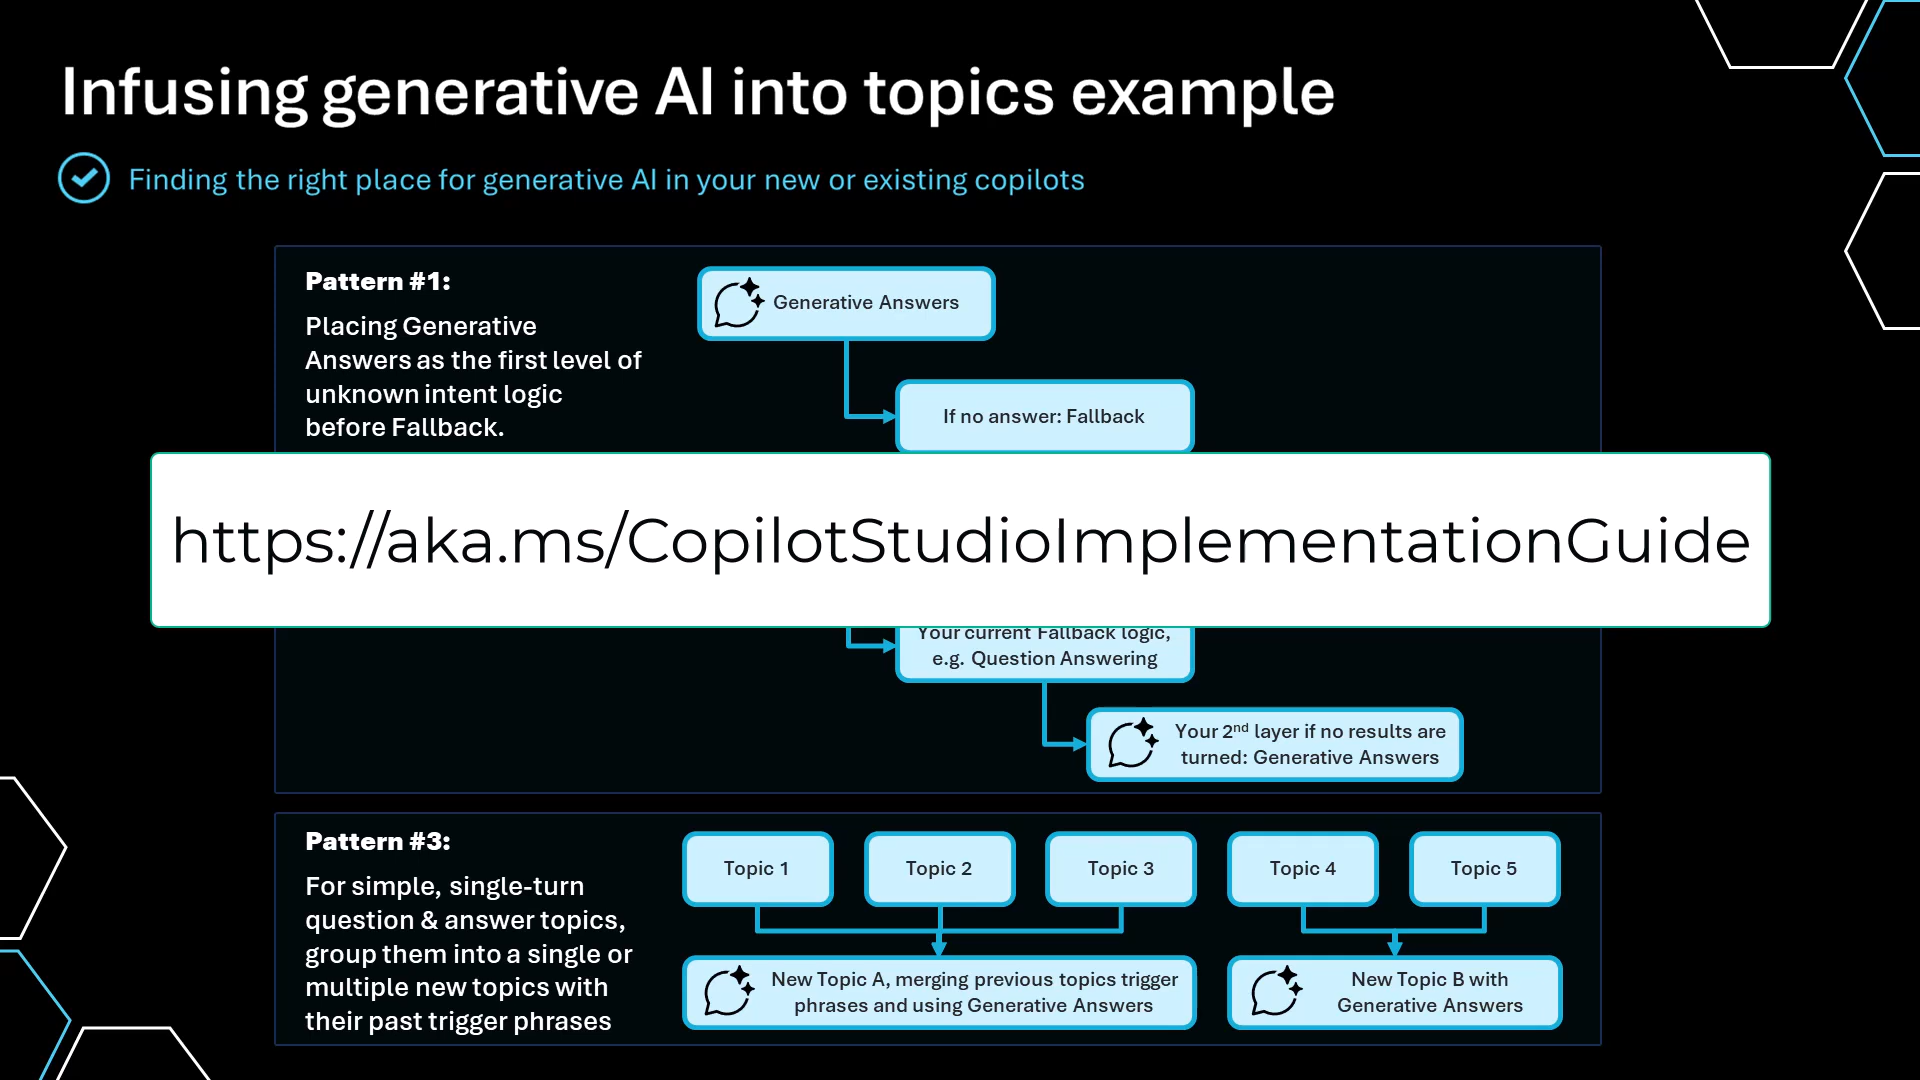 Infusing generative AI into topics example
Finding the right place for generative AI in your new or existing copilots
Pattern #1:
Placing Generative
Answers as the first level of
unknown intent logic
before Fallback.
Generative Answers
If no answer: Fallback
https://aka.ms/CopilotStudioImplementationGuide
Your current Fallback logic,
e.g. Question Answering
Your 2nd layer if no results are
turned: Generative Answers
Pattern #3:
For simple, single-turn
question & answer topics,
group them into a single or
multiple new topics with
their past trigger phrases
Topic 1
Topic 2
Topic 3
Topic 4
Topic 5
New Topic A, merging previous topics trigger
phrases and using Generative Answers
New Topic B with
Generative Answers